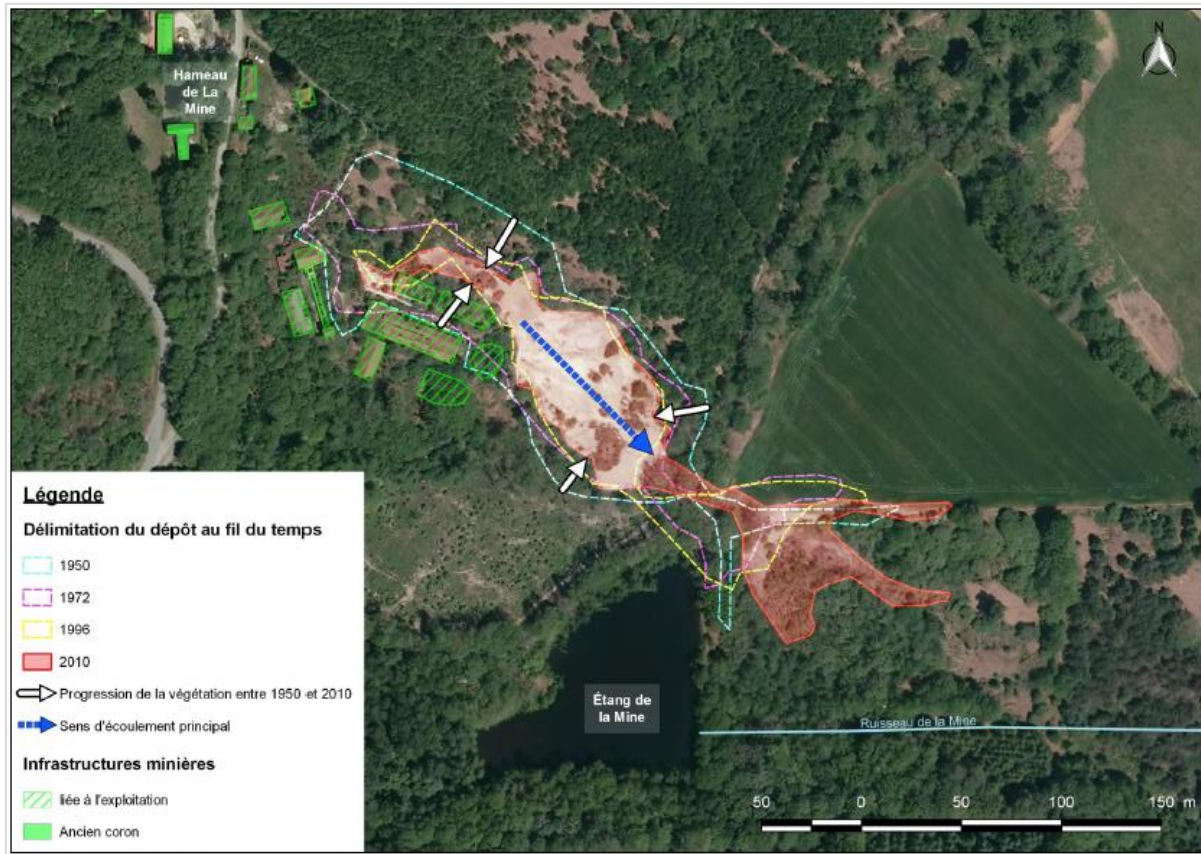 N
Hameau
de La
Mine
Légende
Délimitation du dépôt au fil du temps
1950
1972
1996
2010
Progression de la végétation entre 1950 et 2010
Sens d'écoulement principal
Infrastructures minières
liée à l'exploitation
Ancien coron
Étang de
la Mine
Ruisseau de la Mine
50 0 50 100 150 m